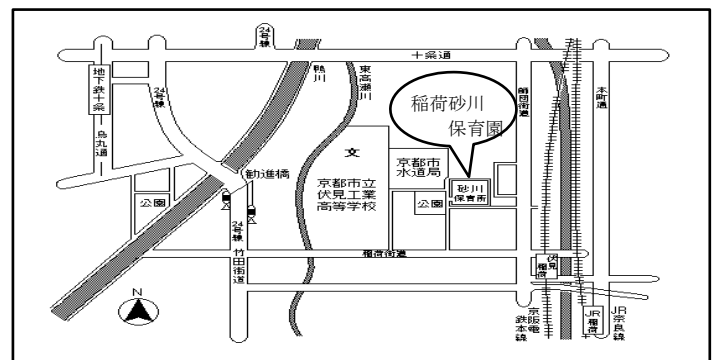 24号線
十条通
地下鉄十条
烏丸通
24号線
鴨川
東高瀬川
師団街道
本町通
稲荷砂川
保育園
文
京都市立
伏見工業
高等学校
京都市
水道局
砂川
保育所
公園
勧進橋
公園
24号線
竹田街道
稲荷街道
伏見
稲荷
N
京阪電
鉄本線
JR
稲荷
JR奈良線